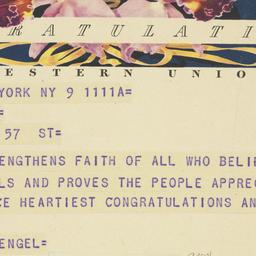 RATULATI
ESTERN UNIO
YORK NY 9 1111A=
=
57 ST=
ENGTHENS FAITH OF ALL WHO BELIE
LS AND PROVES THE PEOPLE APPREC
CE HEARTIEST CONGRATULATIONS AN
ENGEL=